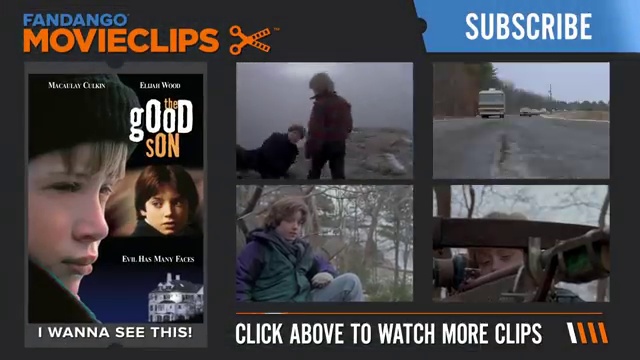 FANDANGO
MOVIECLIPS
SUBSCRIBE
MACAULAY CULKIN ELIJAH WOOD
the
gOOD
sON
EVIL HAS MANY FACES
I WANNA SEE THIS!
CLICK ABOVE TO WATCH MORE CLIPS